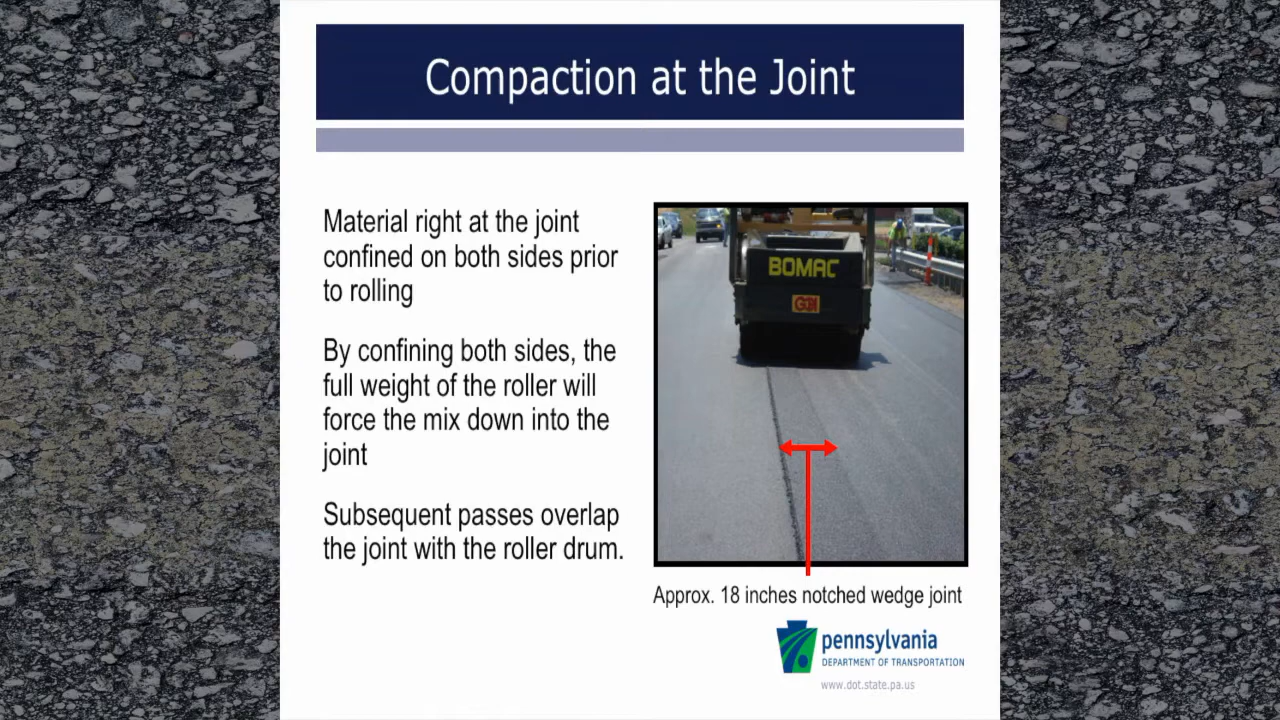 Compaction at the Joint
Material right at the joint
confined on both sides prior
to rolling
By confining both sides, the
full weight of the roller will
force the mix down into the
joint
Subsequent passes overlap
the joint with the roller drum.
BOMAG
Approx. 18 inches notched wedge joint
pennsylvania
DEPARTMENT OF TRANSPORTATION
www.dot.state.pa.us